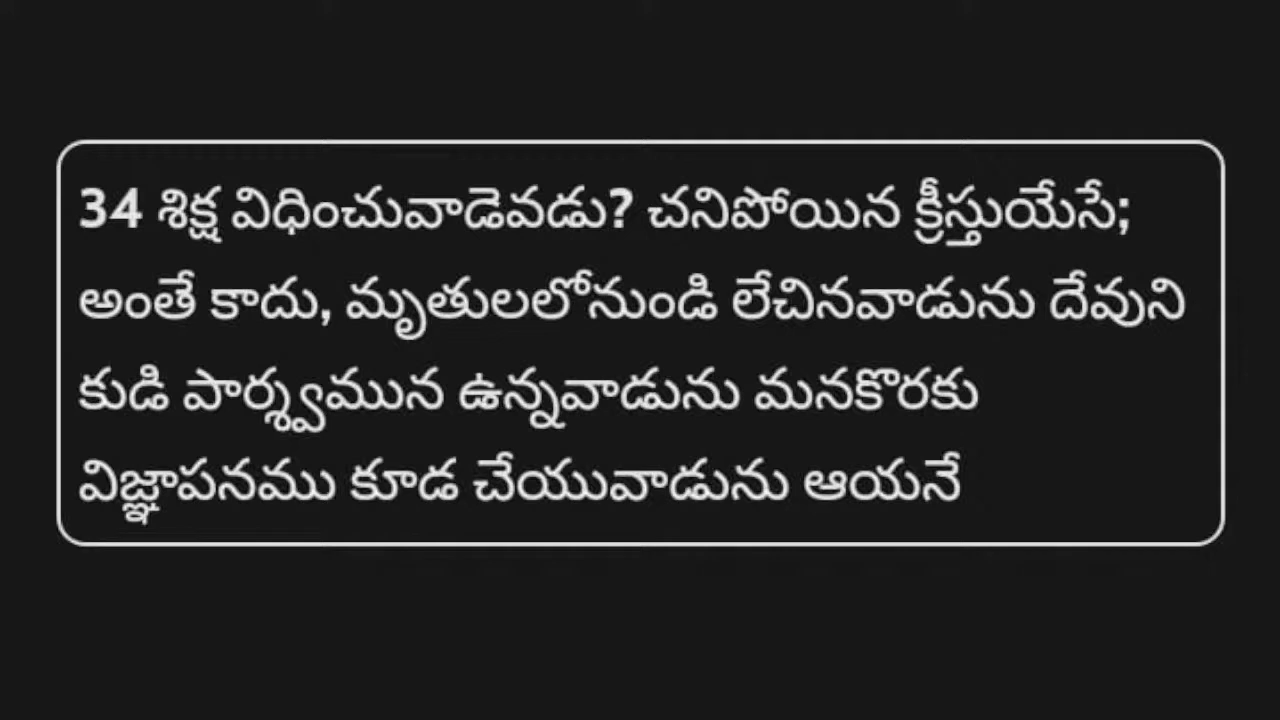 34 శిక్ష విధించువాడెవడు? చనిపోయిన క్రీస్తుయేసే;
అంతే కాదు, మృతులలోనుండి లేచినవాడును దేవుని
కుడి పార్శ్వమున ఉన్నవాడును మనకొరకు
విజ్ఞాపనము కూడ చేయువాడును ఆయనే